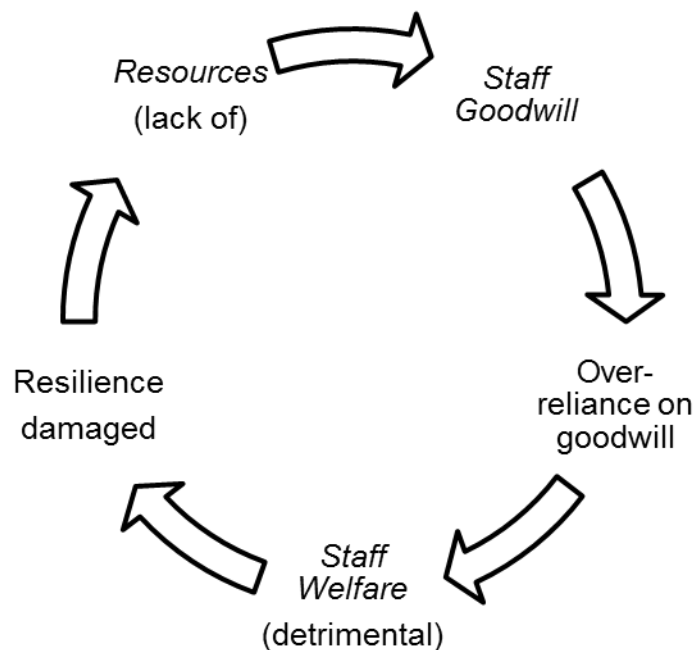 Resources
(lack of)
Staff
Goodwill
Over-
reliance on
goodwill
Staff
Welfare
(detrimental)
Resilience
damaged